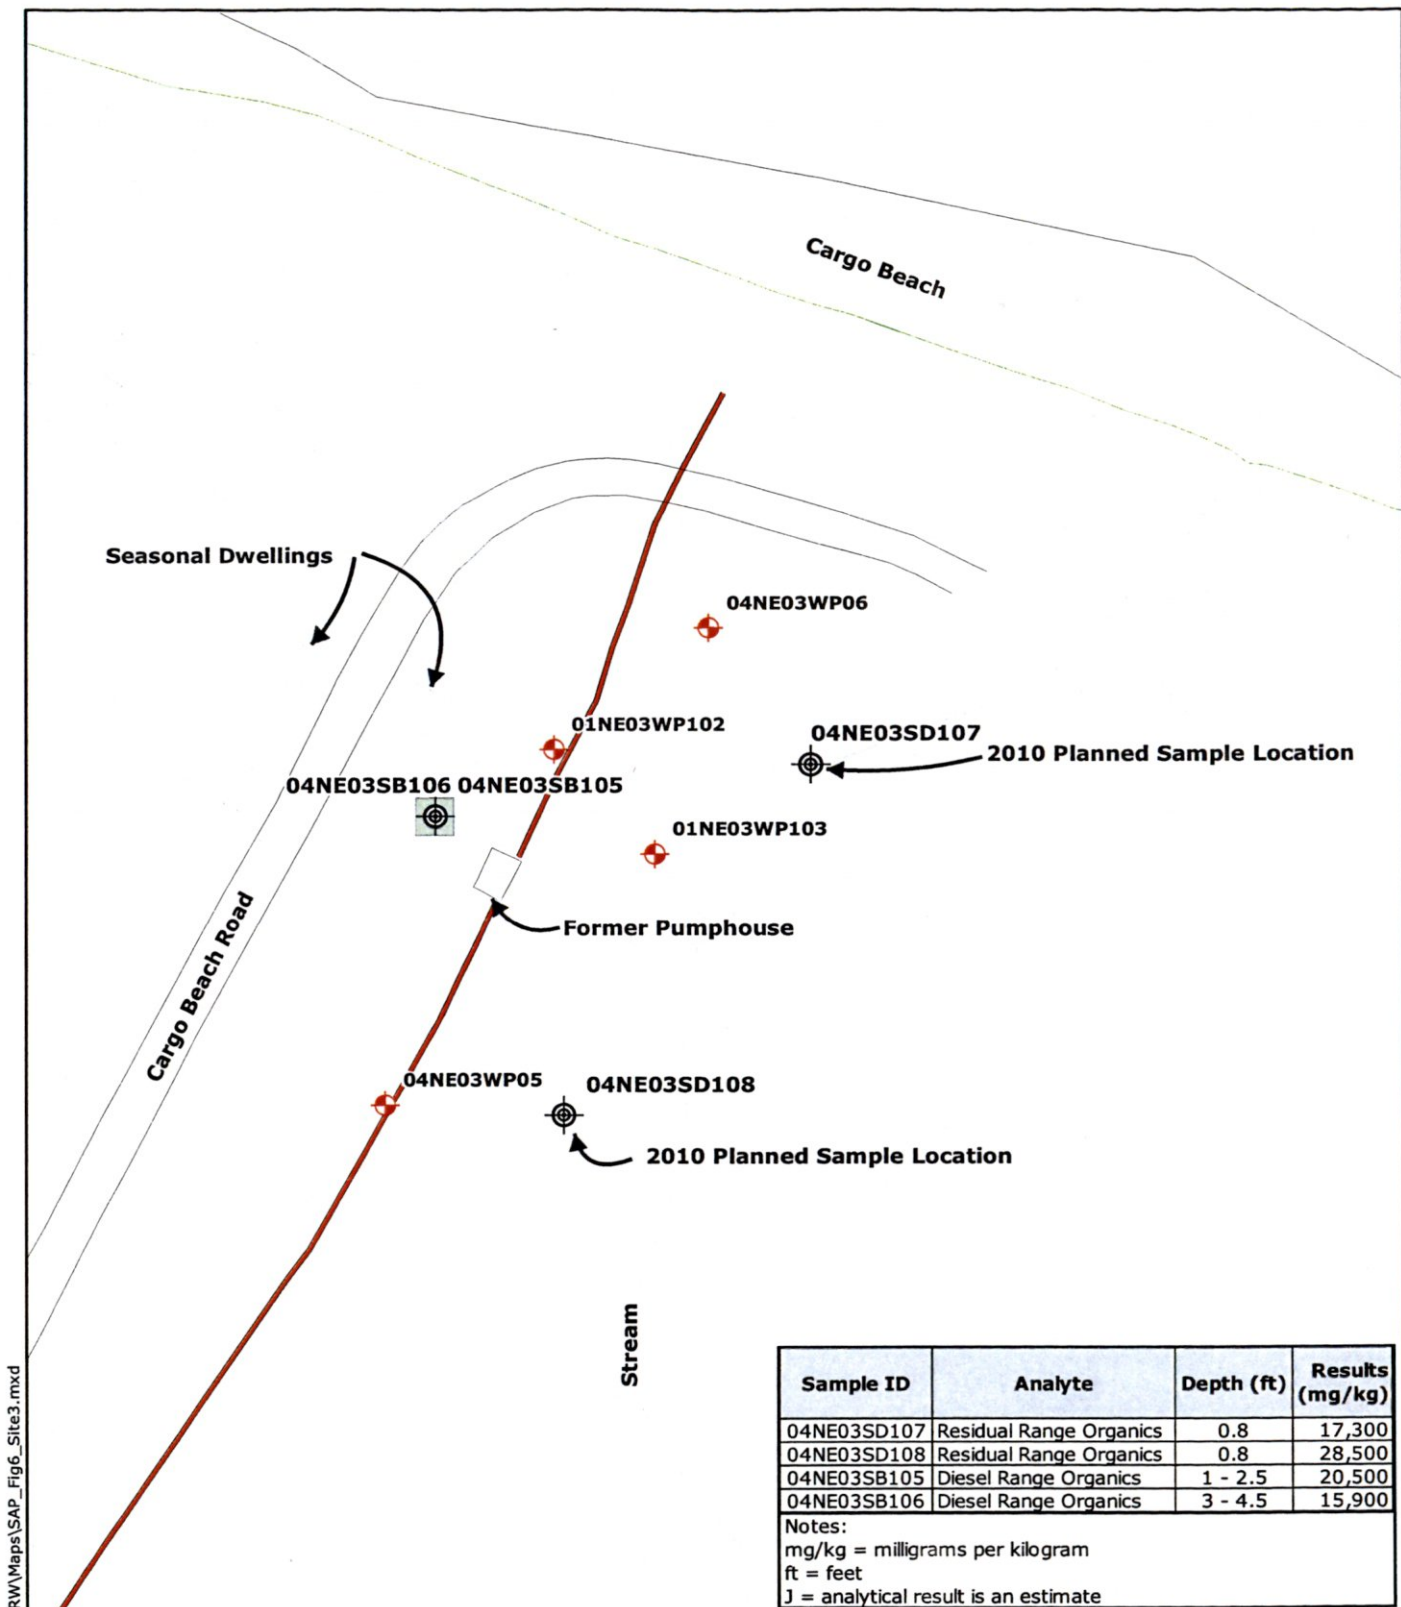 Cargo Beach
Seasonal Dwellings
04NE03WP06
01NE03WP102
04NE03SD107
2010 Planned Sample Location
04NE03SB106 04NE03SB105
01NE03WP103
Former Pumphouse
Cargo Beach Road
04NE03WP05
04NE03SD108
2010 Planned Sample Location
Stream
RW\Maps\SAP_Fig6_Site3.mxd
Sample ID Analyte Depth (ft) Results (mg/kg)
04NE03SD107 Residual Range Organics 0.8 17,300
04NE03SD108 Residual Range Organics 0.8 28,500
04NE03SB105 Diesel Range Organics 1 - 2.5 20,500
04NE03SB106 Diesel Range Organics 3 - 4.5 15,900
Notes:
mg/kg = milligrams per kilogram
ft = feet
J = analytical result is an estimate